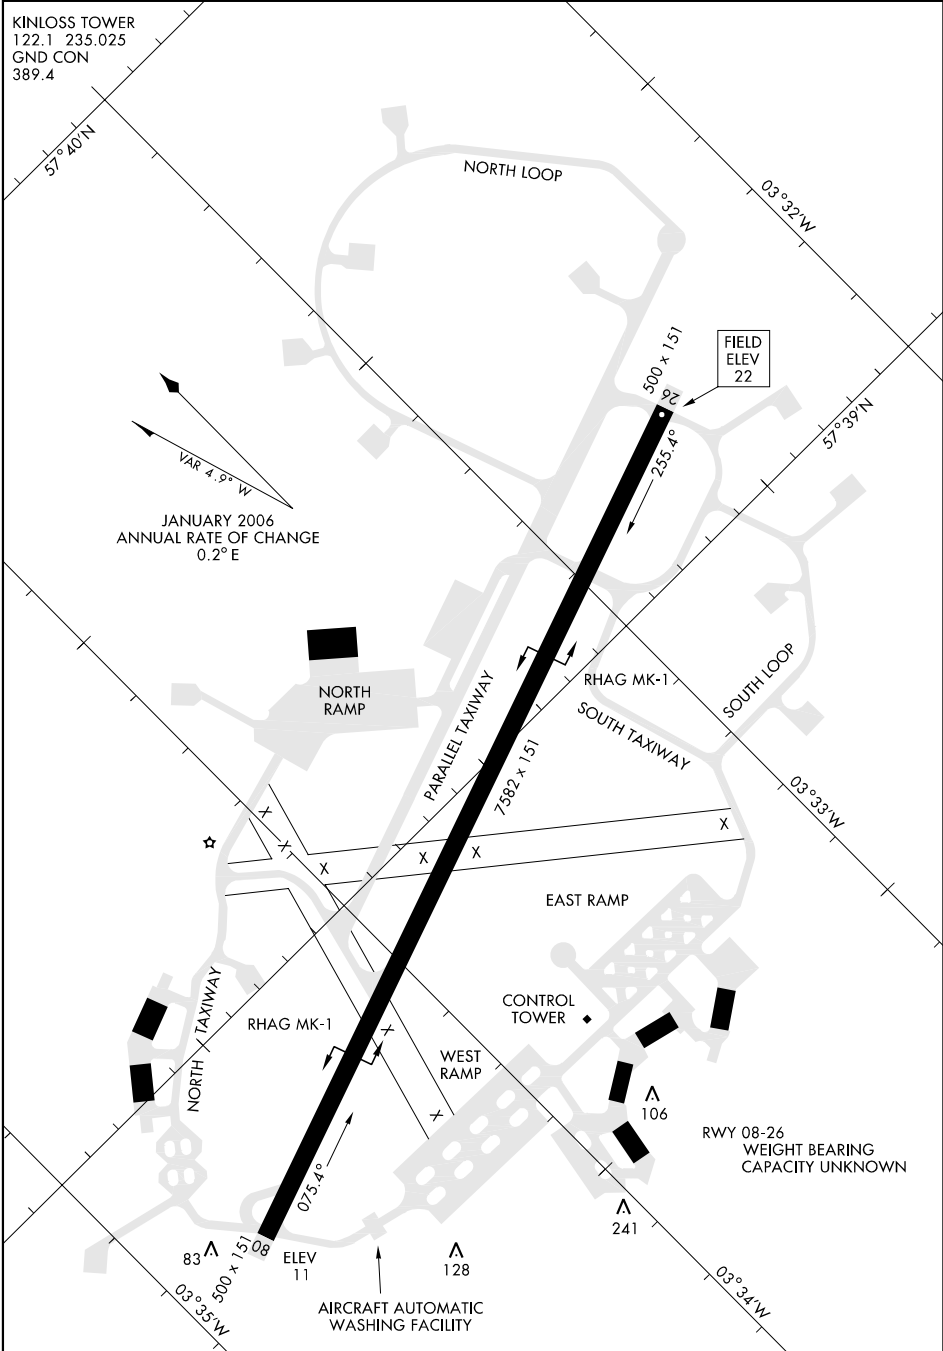 KINLOSS TOWER
122.1 235.025
GND CON
389.4
57°40'N
NORTH LOOP
03°32'W
500 x 151
FIELD
ELEV
22
26
255.4°
57°39'N
VAR 4.9° W
JANUARY 2006
ANNUAL RATE OF CHANGE
0.2° E
NORTH
RAMP
PARALLEL TAXIWAY
RHAG MK-1
SOUTH LOOP
SOUTH TAXIWAY
7582 x 151
03°33'W
X
X
X
X
X
X
EAST RAMP
NORTH TAXIWAY
RHAG MK-1
X
CONTROL
TOWER
WEST
RAMP
X
106
RWY 08-26
WEIGHT BEARING
CAPACITY UNKNOWN
075.4°
241
83
500 x 151
08
ELEV
11
128
03°35'W
03°34'W
AIRCRAFT AUTOMATIC
WASHING FACILITY